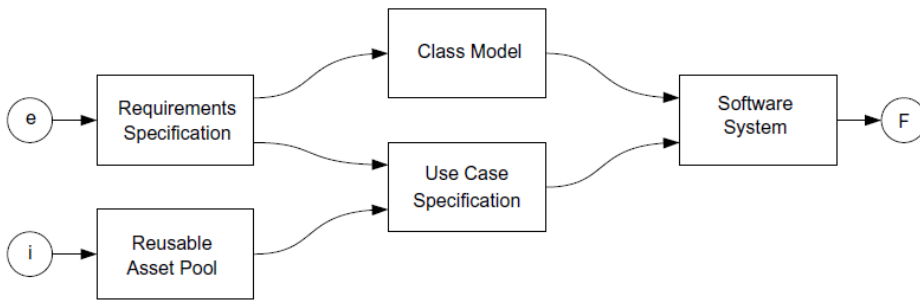 Class Model
e
Requirements
Specification
Software
System
F
Use Case
Specification
i
Reusable
Asset Pool